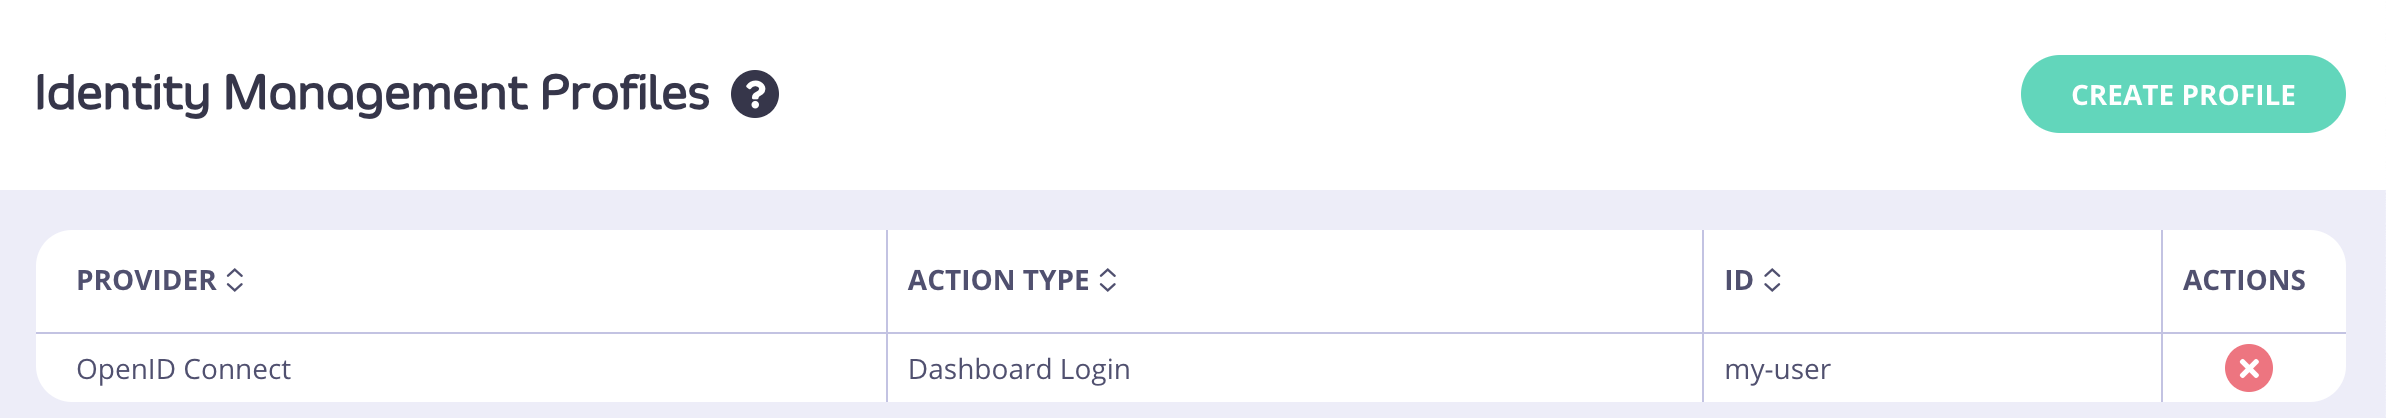 Identity Management Profiles ?
CREATE PROFILE
PROVIDER ACTION TYPE ID ACTIONS
OpenID Connect Dashboard Login my-user